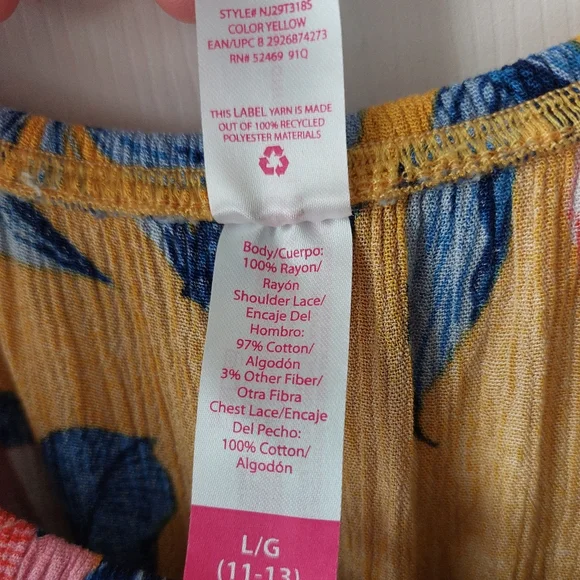 STYLE# NJ29T318S
COLOR YELLOW
EAN/UPC B 2926874273
RN# 52469 91Q
THIS LABEL YARN IS MADE
OUT OF 100% RECYCLED
POLYESTER MATERIALS
Body/Cuerpo:
100% Rayon/
Rayón
Shoulder Lace/
Encaje Del
Hombro:
97% Cotton/
Algodón
3% Other Fiber/
Otra Fibra
Chest Lace/Encaje
Del Pecho:
100% Cotton/
Algodón
L/G
(11-13)